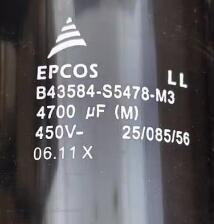 EPCOS
LL
B43584-S5478-M3
4700 µF (M)
450V- 25/085/56
06.11 X